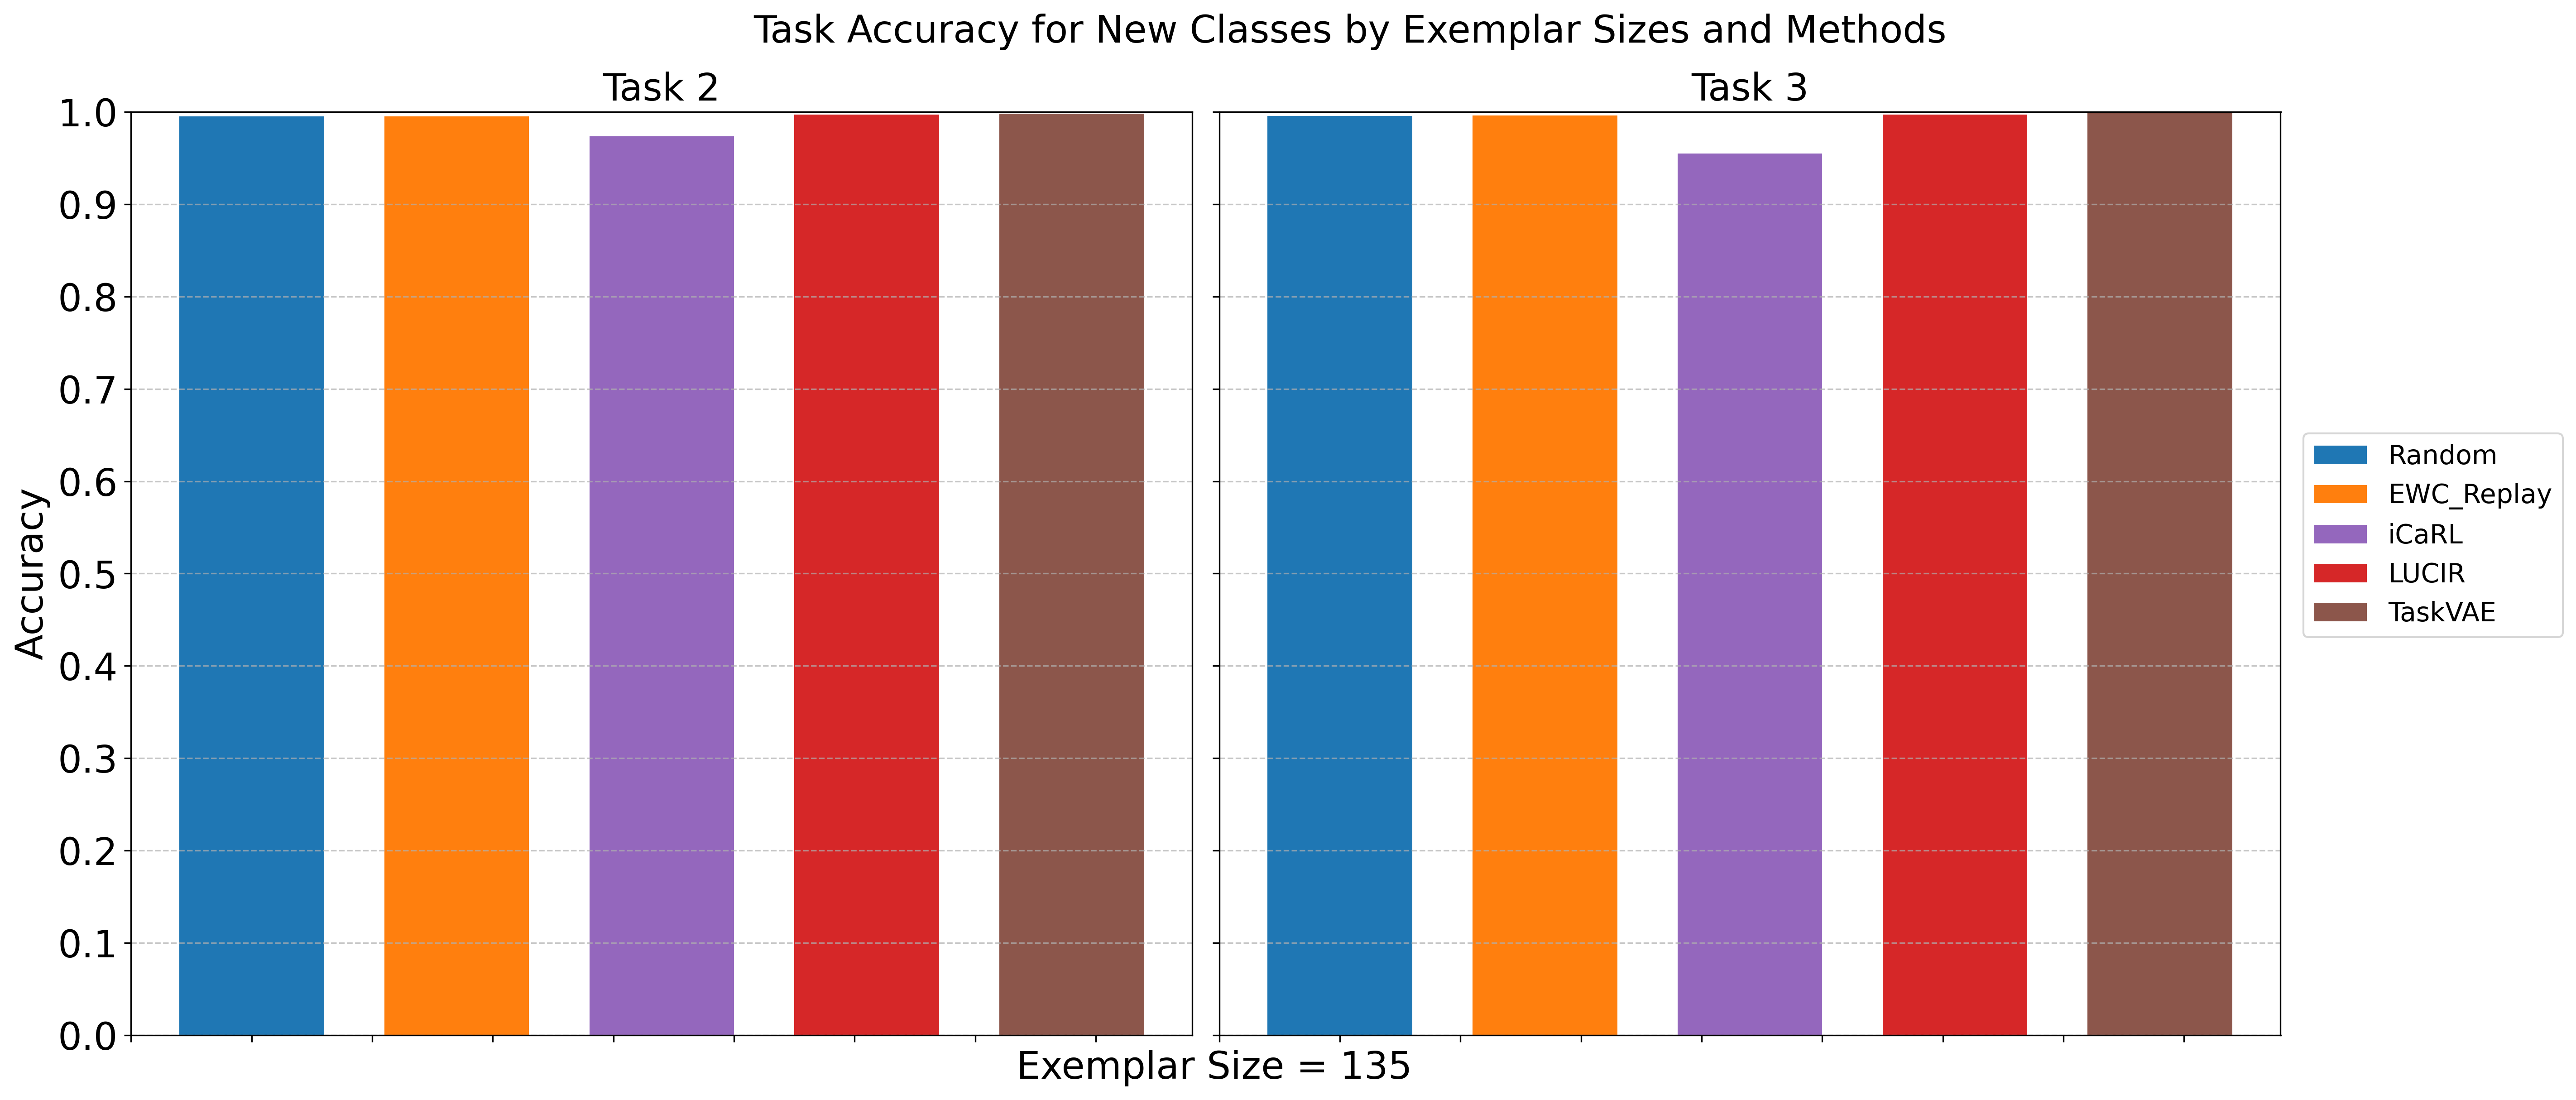 Task Accuracy for New Classes by Exemplar Sizes and Methods
Task 2
Task 3
1.0
0.9
0.8
0.7
0.6
0.5
0.4
0.3
0.2
0.1
0.0
Accuracy
Exemplar Size = 135
Random
EWC_Replay
iCaRL
LUCIR
TaskVAE